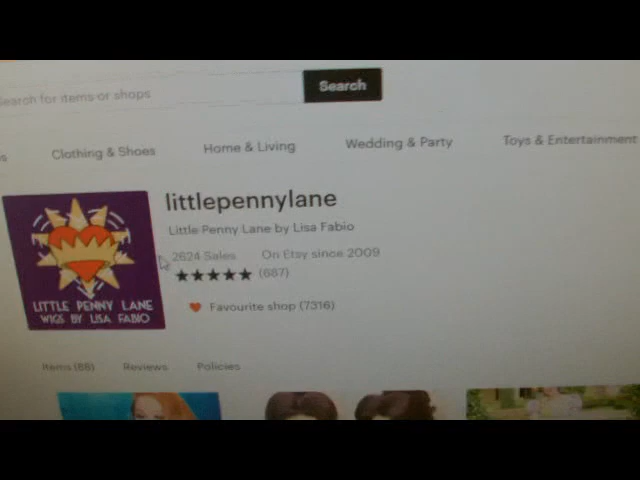 Search for items or shops
Search
s
Clothing & Shoes
Home & Living
Wedding & Party
Toys & Entertainment
littlepennylane
Little Penny Lane by Lisa Fabio
2624 Sales
On Etsy since 2009
(687)
Favourite shop (7316)
LITTLE PENNY LANE
WIGS BY LISA FABIO
Items (88)
Reviews
Policies